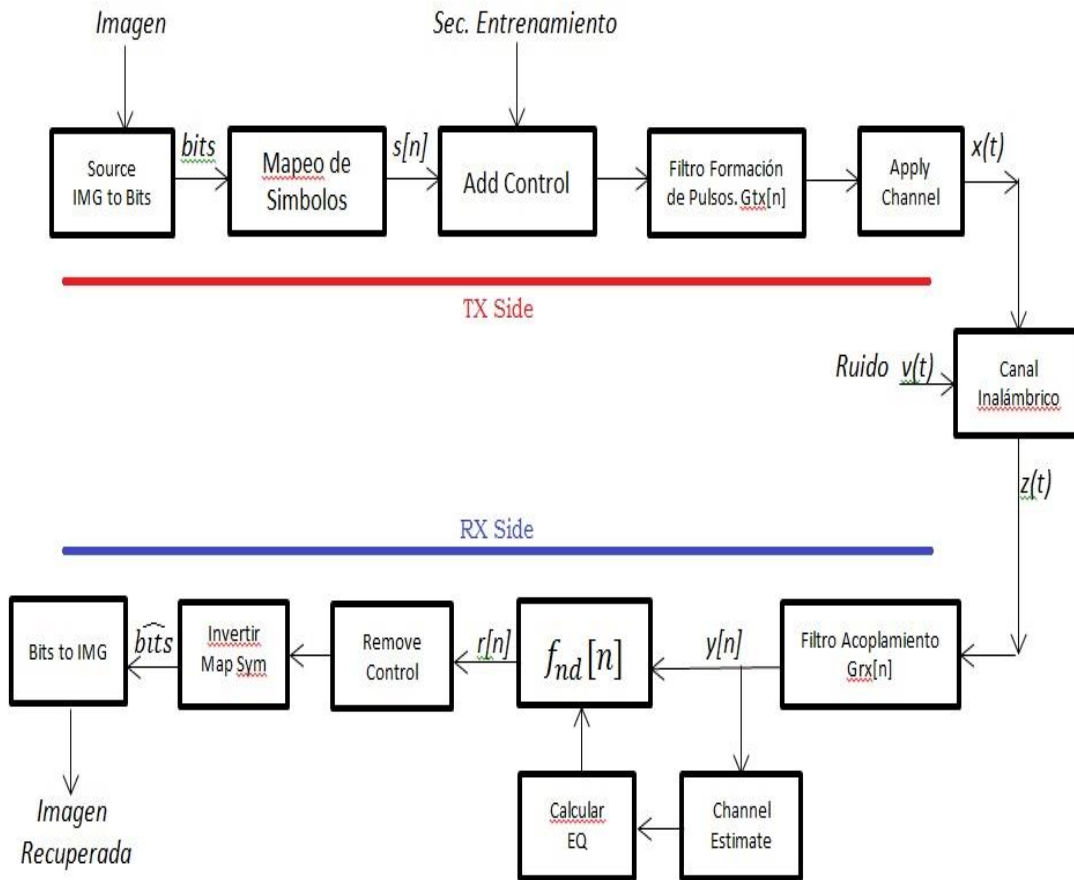 Imagen
Sec. Entrenamiento
Source
IMG to Bits
bits
Mapeo de
Simbolos
s[n]
Add Control
Filtro Formación
de Pulsos. Gtx[n]
Apply
Channel
x(t)
TX Side
Ruido v(t)
Canal
Inalámbrico
z(t)
RX Side
Bits to IMG
b̂its
Invertir
Map Sym
Remove
Control
r[n]
f_{nd}[n]
y[n]
Filtro Acoplamiento
Grx[n]
Calcular
EQ
Channel
Estimate
Imagen
Recuperada